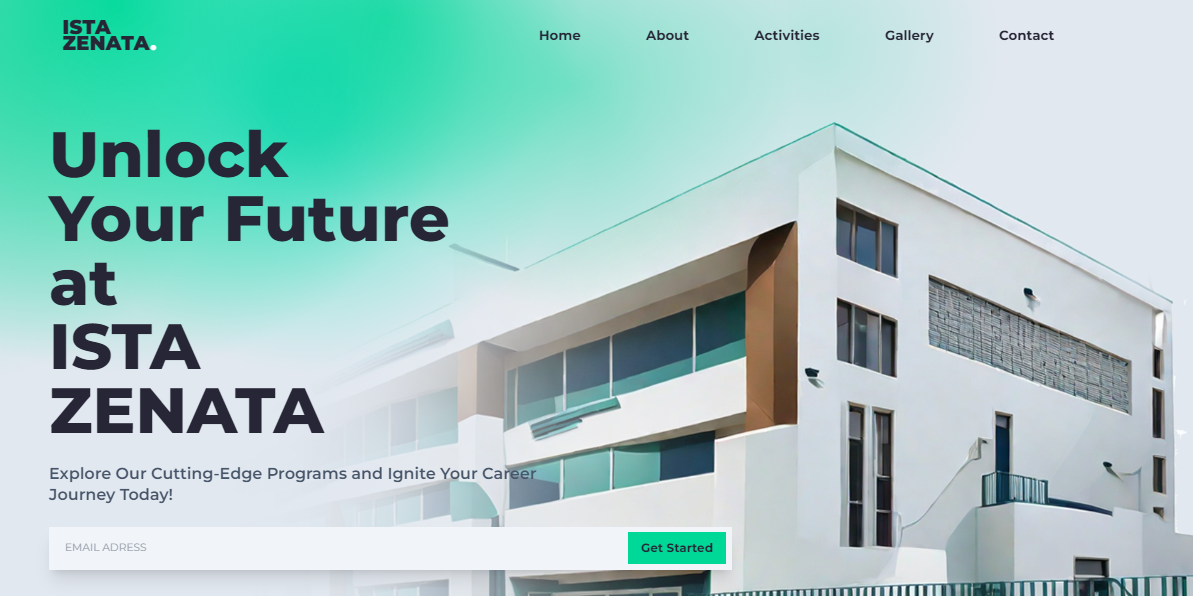 ISTA
ZENATA.
Home About Activities Gallery Contact
Unlock
Your Future
at
ISTA
ZENATA
Explore Our Cutting-Edge Programs and Ignite Your Career
Journey Today!
EMAIL ADRESS
Get Started